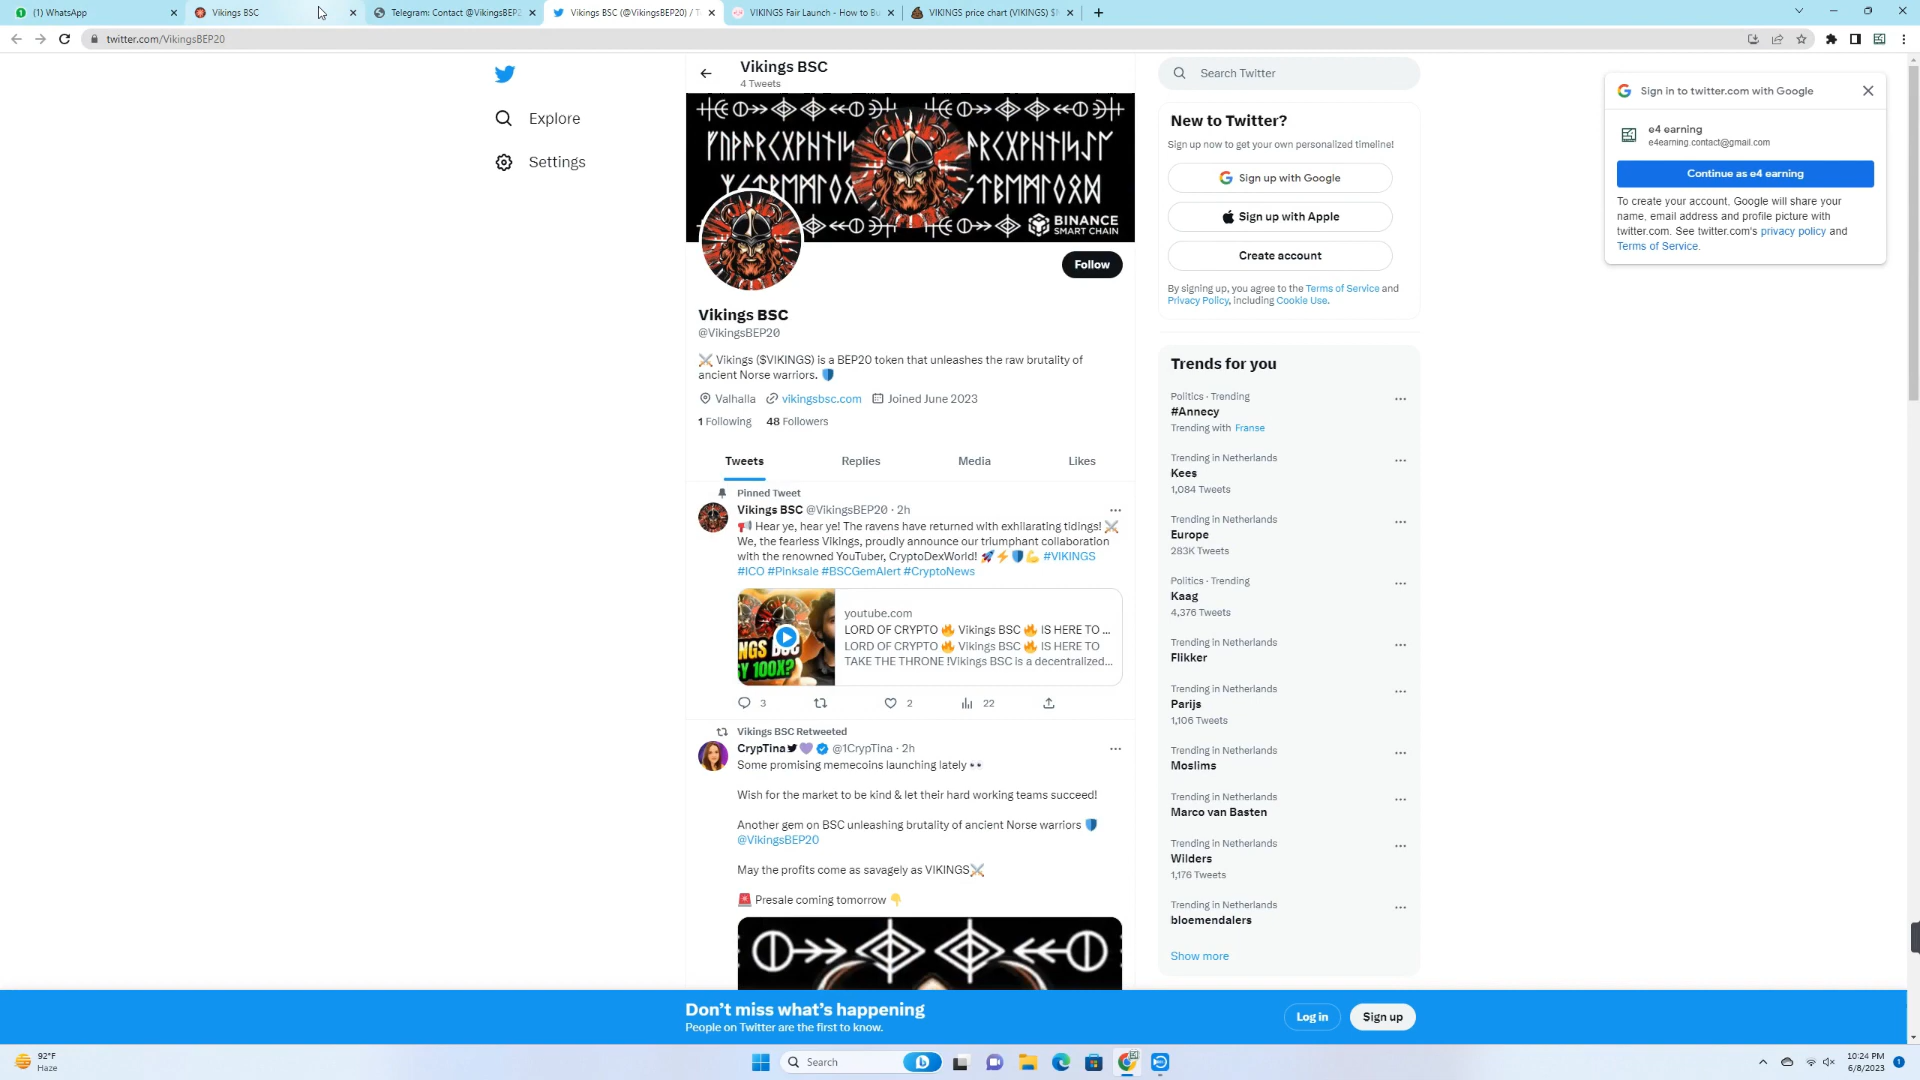 (1) WhatsApp
Vikings BSC
Telegram: Contact @VikingsBEP2
Vikings BSC (@VikingsBEP20) / T
VIKINGS Fair Launch - How to Bu
VIKINGS price chart (VIKINGS) $
twitter.com/VikingsBEP20
Explore
Settings
Vikings BSC
4 Tweets
BINANCE
SMART CHAIN
Follow
Vikings BSC
@VikingsBEP20
⚔️ Vikings ($VIKINGS) is a BEP20 token that unleashes the raw brutality of
ancient Norse warriors. 🛡️
Valhalla vikingsbsc.com Joined June 2023
1 Following 48 Followers
Tweets Replies Media Likes
Pinned Tweet
Vikings BSC @VikingsBEP20 · 2h
📢 Hear ye, hear ye! The ravens have returned with exhilarating tidings! ⚔️
We, the fearless Vikings, proudly announce our triumphant collaboration
with the renowned YouTuber, CryptoDexWorld! 🚀⚡🛡️💪 #VIKINGS
#ICO #Pinksale #BSCGemAlert #CryptoNews
NGS BSC
Y 100X?
youtube.com
LORD OF CRYPTO 🔥 Vikings BSC 🔥 IS HERE TO ...
LORD OF CRYPTO 🔥 Vikings BSC 🔥 IS HERE TO
TAKE THE THRONE !Vikings BSC is a decentralized...
3 2 22
Vikings BSC Retweeted
CrypTina @1CrypTina · 2h
Some promising memecoins launching lately 👀
Wish for the market to be kind & let their hard working teams succeed!
Another gem on BSC unleashing brutality of ancient Norse warriors 🛡️
@VikingsBEP20
May the profits come as savagely as VIKINGS⚔️
🚨 Presale coming tomorrow 👇
Search Twitter
New to Twitter?
Sign up now to get your own personalized timeline!
Sign up with Google
Sign up with Apple
Create account
By signing up, you agree to the Terms of Service and
Privacy Policy, including Cookie Use.
Trends for you
Politics · Trending
#Annecy
Trending with Franse
Trending in Netherlands
Kees
1,084 Tweets
Trending in Netherlands
Europe
283K Tweets
Politics · Trending
Kaag
4,376 Tweets
Trending in Netherlands
Flikker
Trending in Netherlands
Parijs
1,106 Tweets
Trending in Netherlands
Moslims
Trending in Netherlands
Marco van Basten
Trending in Netherlands
Wilders
1,176 Tweets
Trending in Netherlands
bloemendalers
Show more
Sign in to twitter.com with Google
e4 earning
e4earning.contact@gmail.com
Continue as e4 earning
To create your account, Google will share your
name, email address and profile picture with
twitter.com. See twitter.com's privacy policy and
Terms of Service.
Don't miss what's happening
People on Twitter are the first to know.
Log in
Sign up
92°F
Haze
Search
10:24 PM
6/8/2023
1